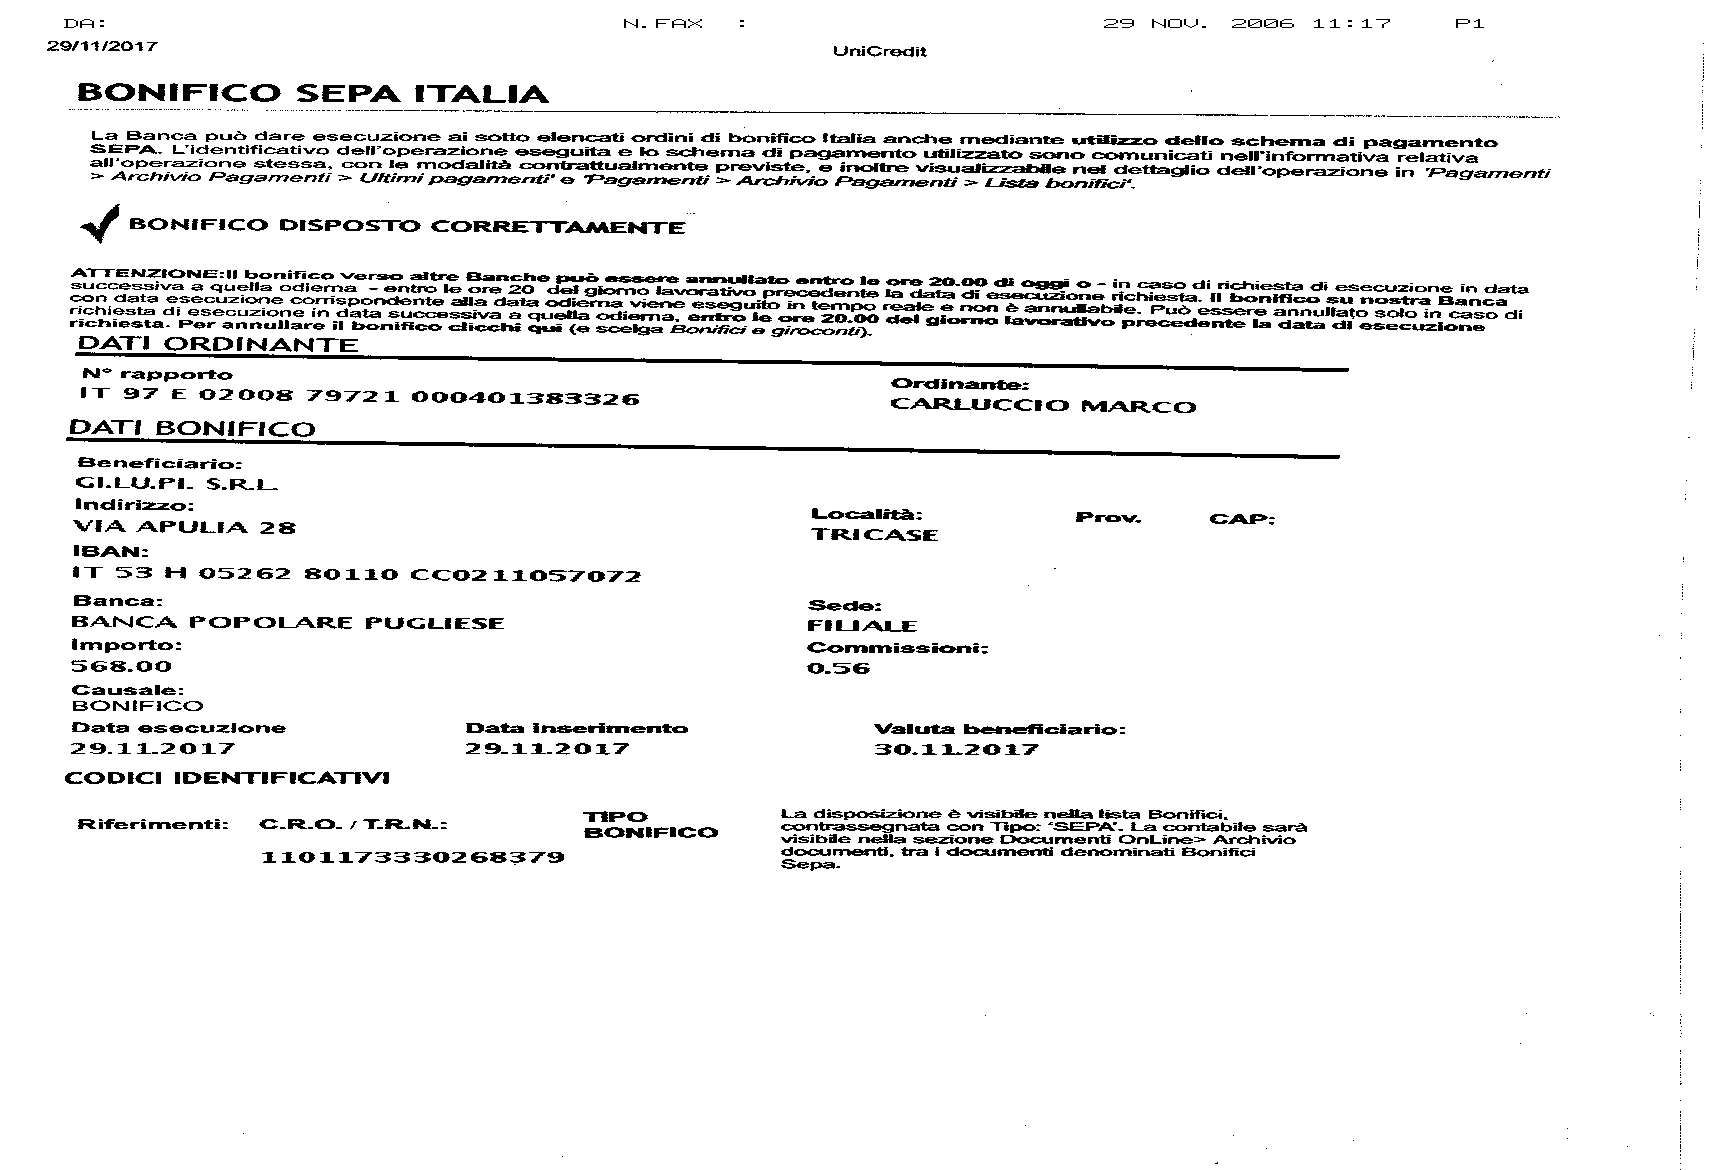 DA: N.FAX : 29 NOV. 2006 11:17 P1
29/11/2017
UniCredit
BONIFICO SEPA ITALIA
La Banca può dare esecuzione ai sotto elencati ordini di bonifico Italia anche mediante utilizzo dello schema di pagamento
SEPA. L'identificativo dell'operazione eseguita e lo schema di pagamento utilizzato sono comunicati nell'informativa relativa
all'operazione stessa, con le modalità contrattualmente previste, e inoltre visualizzabile nel dettaglio dell'operazione in 'Pagamenti
> Archivio Pagamenti > Ultimi pagamenti' e 'Pagamenti > Archivio Pagamenti > Lista bonifici'.
BONIFICO DISPOSTO CORRETTAMENTE
ATTENZIONE:Il bonifico verso altre Banche può essere annullato entro le ore 20.00 di oggi o - in caso di richiesta di esecuzione in data
successiva a quella odierna - entro le ore 20 del giorno lavorativo precedente la data di esecuzione richiesta. Il bonifico su nostra Banca
con data esecuzione corrispondente alla data odierna viene eseguito in tempo reale e non è annullabile. Può essere annullato solo in caso di
richiesta di esecuzione in data successiva a quella odierna, entro le ore 20.00 del giorno lavorativo precedente la data di esecuzione
richiesta. Per annullare il bonifico clicchi qui (e scelga Bonifici e giroconti).
DATI ORDINANTE
N° rapporto Ordinante:
IT 97 E 02008 79721 000401383326 CARLUCCIO MARCO
DATI BONIFICO
Beneficiario:
GI.LU.PI. S.R.L.
Indirizzo: Località: Prov. CAP:
VIA APULIA 28 TRICASE
IBAN:
IT 53 H 05262 80110 CC0211057072
Banca: Sede:
BANCA POPOLARE PUGLIESE FILIALE
Importo: Commissioni:
568.00 0.56
Causale:
BONIFICO
Data esecuzione Data inserimento Valuta beneficiario:
29.11.2017 29.11.2017 30.11.2017
CODICI IDENTIFICATIVI
Riferimenti: C.R.O. / T.R.N.: TIPO BONIFICO
1101173330268379
La disposizione è visibile nella lista Bonifici,
contrassegnata con Tipo: 'SEPA'. La contabile sarà
visibile nella sezione Documenti OnLine> Archivio
documenti, tra i documenti denominati Bonifici
Sepa.